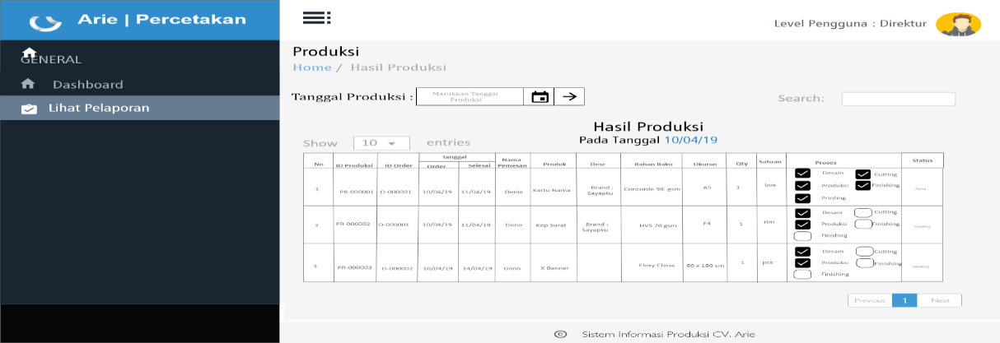 Arie | Percetakan
Level Pengguna : Direktur
GENERAL
Dashboard
Lihat Pelaporan
Produksi
Home / Hasil Produksi
Tanggal Produksi : Masukkan Tanggal Produksi
Search:
Hasil Produksi
Pada Tanggal 10/04/19
Show 10 entries
No ID Produksi ID Order Tanggal Order Selesai Nama Pemesan Produk Desc Bahan Baku Ukuran Qty Satuan Proses Status
1 PR-000001 O-000001 10/04/19 11/04/19 Denia Kartu Nama Brand : Sayapku Concorde 98 gsm A5 1 box Desain Cutting
Produksi Finishing
Printing
2 PR-000002 O-000001 10/04/19 11/04/19 Dono Kop Surat Brand : Sayapku HVS 70 gsm F4 1 rim Desain Cutting
Produksi Finishing
Finishing
3 PR-000003 O-000002 10/04/19 14/04/19 Dono X Banner Flexy China 60 x 180 cm 1 pcs Desain Cutting
Produksi Finishing Pending
Finishing
Previous 1 Next
© Sistem Informasi Produksi CV. Arie